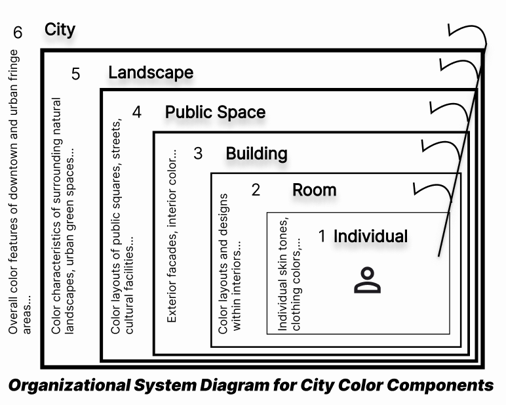 6 City
Overall color features of downtown and urban fringe
areas...
5 Landscape
Color characteristics of surrounding natural
landscapes, urban green spaces...
4 Public Space
Color layouts of public squares, streets,
cultural facilities...
3 Building
Exterior facades, interior color...
2 Room
Color layouts and designs
within interiors...
1 Individual
Individual skin tones,
clothing colors,...
Organizational System Diagram for City Color Components